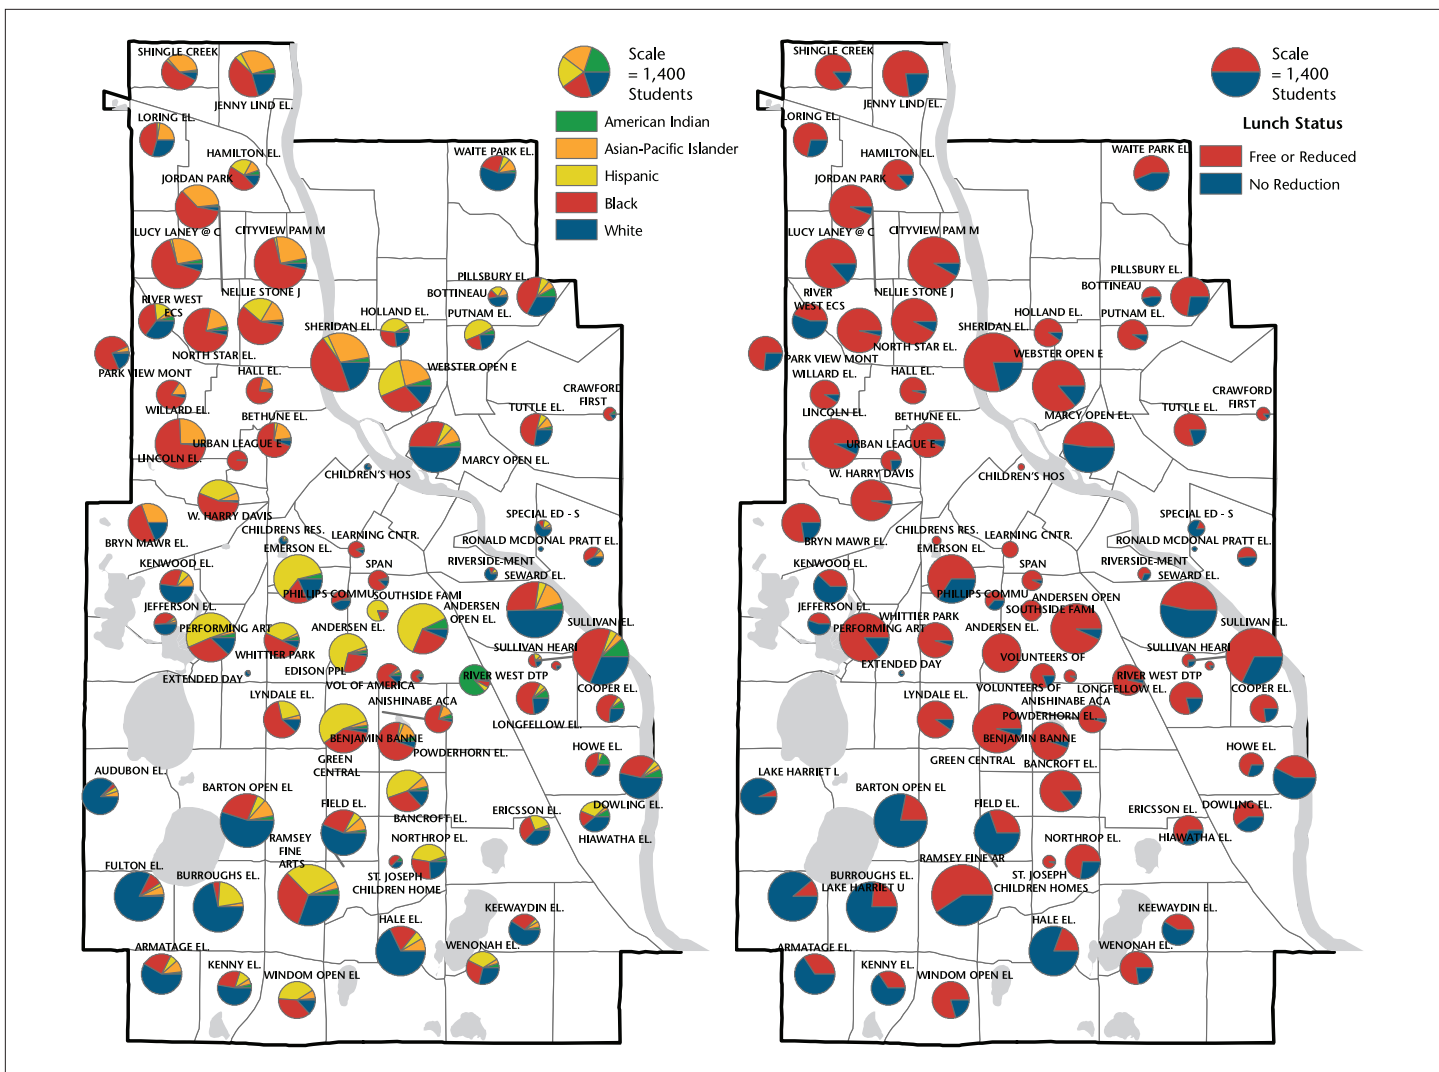 SHINGLE CREEK
JENNY LIND EL.
LORING EL.
HAMILTON EL.
JORDAN PARK
WAITE PARK EL.
LUCY LANEY @ C
CITYVIEW PAM M
Scale
= 1,400
Students
American Indian
Asian-Pacific Islander
Hispanic
Black
White
PILLSBURY EL.
BOTTINEAU
RIVER WEST
ECS
NELLIE STONE J
HOLLAND EL.
PUTNAM EL.
SHERIDAN EL.
NORTH STAR EL.
PARK VIEW MONT
HALL EL.
WEBSTER OPEN E
CRAWFORD
FIRST
WILLARD EL.
BETHUNE EL.
TUTTLE EL.
URBAN LEAGUE E
LINCOLN EL.
MARCY OPEN EL.
CHILDREN'S HOS
W. HARRY DAVIS
SPECIAL ED - S
BRYN MAWR EL.
CHILDRENS RES.
LEARNING CNTR.
RONALD MCDONAL
PRATT EL.
EMERSON EL.
KENWOOD EL.
SPAN
RIVERSIDE-MENT
SEWARD EL.
PHILLIPS COMMU
SOUTHSIDE FAMI
JEFFERSON EL.
ANDERSEN
OPEN EL.
SULLIVAN EL.
PERFORMING ART
ANDERSEN EL.
SULLIVAN HEARI
WHITTIER PARK
EDISON PPL
EXTENDED DAY
VOL OF AMERICA
RIVER WEST DTP
LYNDALE EL.
ANISHINABE ACA
COOPER EL.
LONGFELLOW EL.
BENJAMIN BANNE
POWDERHORN EL.
GREEN
CENTRAL
HOWE EL.
AUDUBON EL.
BARTON OPEN EL
FIELD EL.
BANCROFT EL.
ERICSSON EL.
DOWLING EL.
HIAWATHA EL.
RAMSEY
FINE
ARTS
NORTHROP EL.
FULTON EL.
BURROUGHS EL.
ST. JOSEPH
CHILDREN HOME
HALE EL.
KEEWAYDIN EL.
ARMATAGE EL.
WENONAH EL.
KENNY EL.
WINDOM OPEN EL
SHINGLE CREEK
JENNY LIND EL.
LORING EL.
HAMILTON EL.
JORDAN PARK
WAITE PARK EL
LUCY LANEY @ C
CITYVIEW PAM M
Scale
= 1,400
Students
Lunch Status
Free or Reduced
No Reduction
PILLSBURY EL.
BOTTINEAU
RIVER
WEST ECS
NELLIE STONE J
HOLLAND EL.
PUTNAM EL.
SHERIDAN EL.
NORTH STAR EL.
WEBSTER OPEN E
PARK VIEW MONT
WILLARD EL.
HALL EL.
CRAWFORD
FIRST
LINCOLN EL.
BETHUNE EL.
MARCY OPEN EL.
TUTTLE EL.
URBAN LEAGUE E
W. HARRY DAVIS
CHILDREN'S HOS
SPECIAL ED - S
BRYN MAWR EL.
CHILDRENS RES.
LEARNING CNTR.
RONALD MCDONAL
PRATT EL.
EMERSON EL.
KENWOOD EL.
SPAN
RIVERSIDE-MENT
SEWARD EL.
PHILLIPS COMMU
ANDERSEN OPEN
JEFFERSON EL.
SOUTHSIDE FAMI
WHITTIER PARK
SULLIVAN EL.
PERFORMING ART
ANDERSEN EL.
SULLIVAN HEARI
EXTENDED DAY
VOLUNTEERS OF
RIVER WEST DTP
VOLUNTEERS OF
LONGFELLOW EL.
COOPER EL.
LYNDALE EL.
ANISHINABE ACA
POWDERHORN EL.
BENJAMIN BANNE
HOWE EL.
GREEN CENTRAL
BANCROFT EL.
LAKE HARRIET L
BARTON OPEN EL
FIELD EL.
ERICSSON EL.
DOWLING EL.
NORTHROP EL.
HIAWATHA EL.
RAMSEY FINE AR
BURROUGHS EL.
LAKE HARRIET U
ST. JOSEPH
CHILDREN HOMES
HALE EL.
KEEWAYDIN EL.
ARMATAGE EL.
WENONAH EL.
KENNY EL.
WINDOM OPEN EL